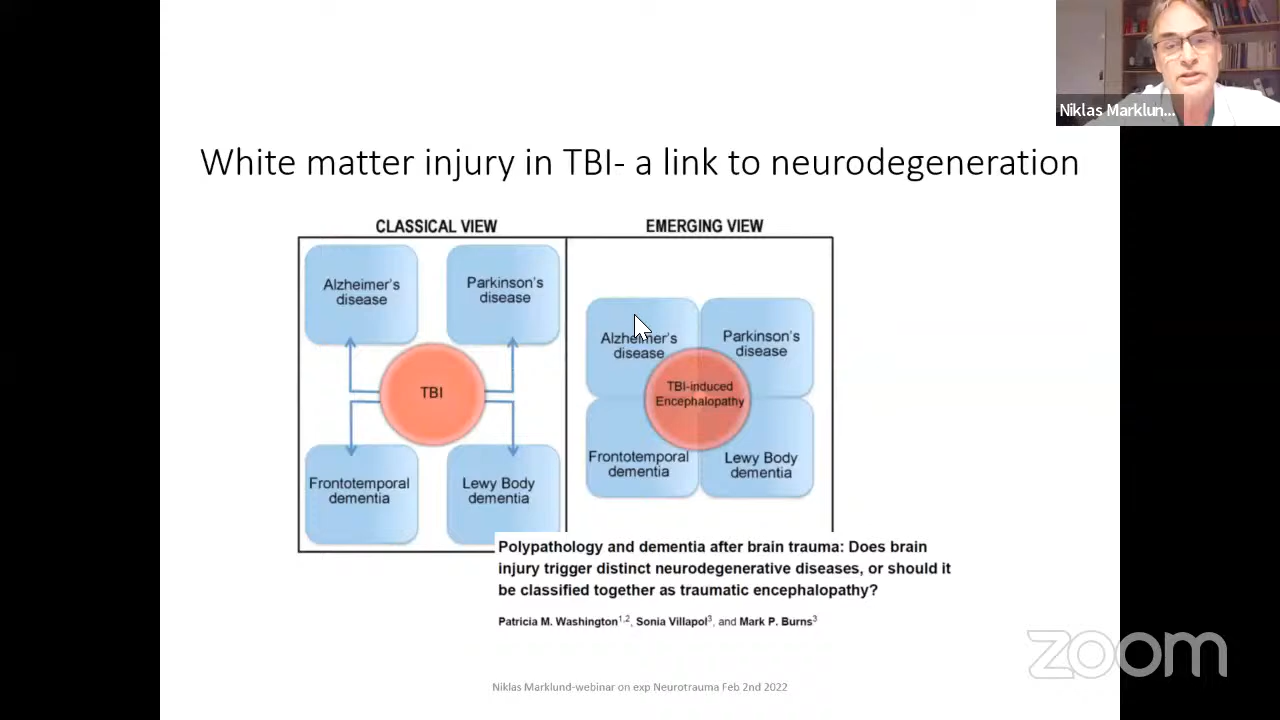 Niklas Marklun...
White matter injury in TBI- a link to neurodegeneration
CLASSICAL VIEW
EMERGING VIEW
Alzheimer's
disease
Parkinson's
disease
TBI
Frontotemporal
dementia
Lewy Body
dementia
Alzheimer's
disease
Parkinson's
disease
TBI-induced
Encephalopathy
Frontotemporal
dementia
Lewy Body
dementia
Polypathology and dementia after brain trauma: Does brain
injury trigger distinct neurodegenerative diseases, or should it
be classified together as traumatic encephalopathy?
Patricia M. Washington1,2, Sonia Villapol3, and Mark P. Burns3
zoom
Niklas Marklund-webinar on exp Neurotrauma Feb 2nd 2022